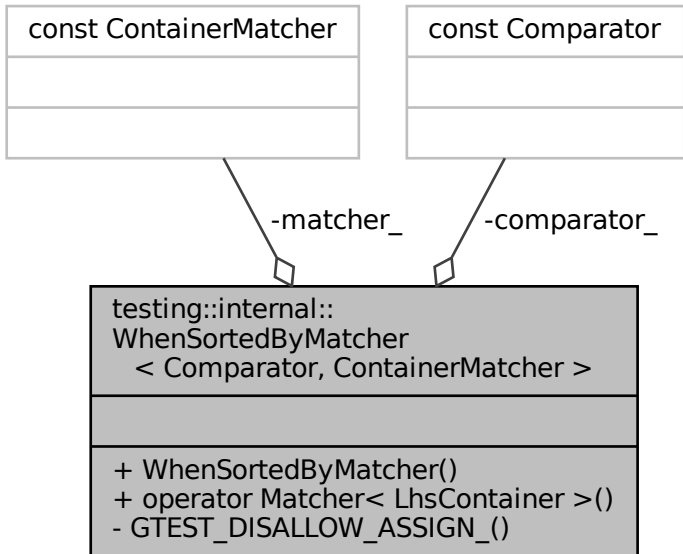 const ContainerMatcher
const Comparator
-matcher_
-comparator_
testing::internal::
WhenSortedByMatcher
< Comparator, ContainerMatcher >
+ WhenSortedByMatcher()
+ operator Matcher< LhsContainer >()
- GTEST_DISALLOW_ASSIGN_()